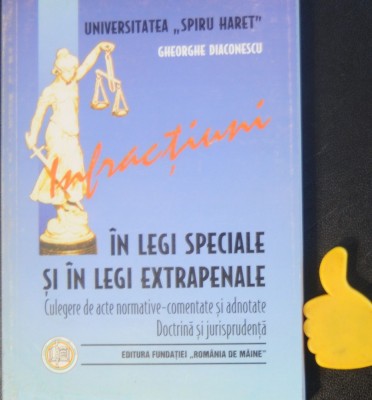 UNIVERSITATEA „SPIRU HARET"
GHEORGHE DIACONESCU
Infracțiuni
ÎN LEGI SPECIALE
ȘI ÎN LEGI EXTRAPENALE
Culegere de acte normative-comentate și adnotate
Doctrină și jurisprudență
EDITURA FUNDAȚIEI „ROMÂNIA DE MÂINE"